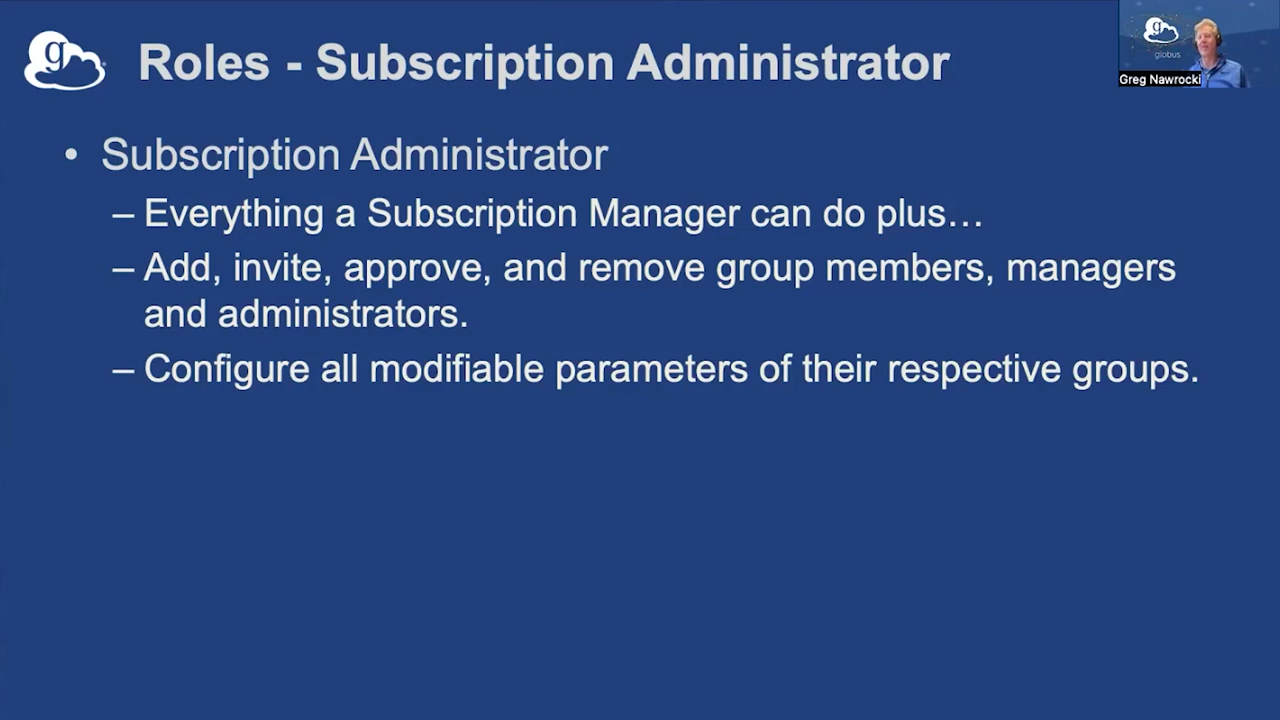 g
Roles - Subscription Administrator
globus
Greg Nawrocki
• Subscription Administrator
– Everything a Subscription Manager can do plus…
– Add, invite, approve, and remove group members, managers
and administrators.
– Configure all modifiable parameters of their respective groups.